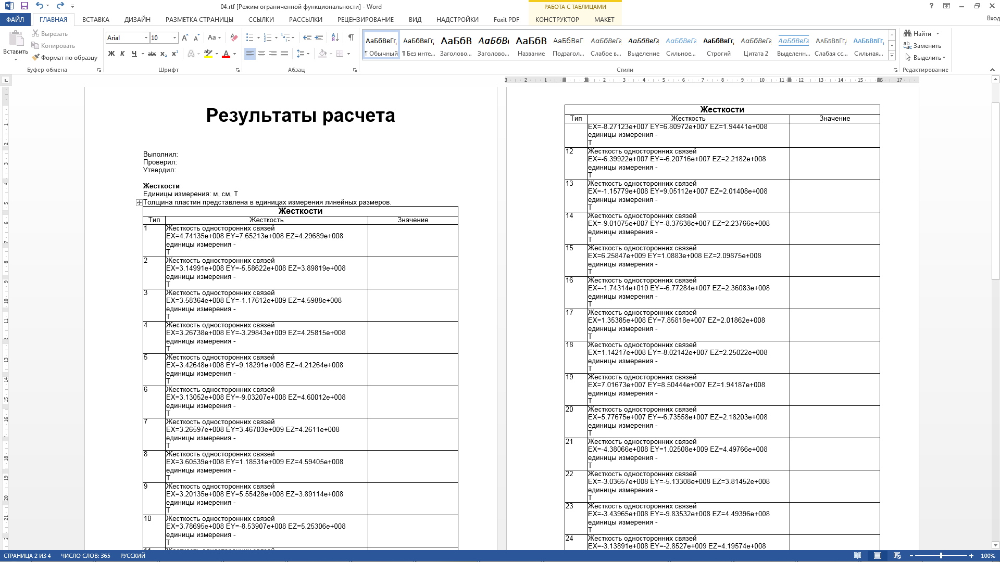 04.rtf [Режим ограниченной функциональности] - Word
РАБОТА С ТАБЛИЦАМИ
ФАЙЛ ГЛАВНАЯ ВСТАВКА ДИЗАЙН РАЗМЕТКА СТРАНИЦЫ ССЫЛКИ РАССЫЛКИ РЕЦЕНЗИРОВАНИЕ ВИД НАДСТРОЙКИ Foxit PDF КОНСТРУКТОР МАКЕТ Вход
Вставить
Вырезать
Копировать
Формат по образцу
Буфер обмена
Arial 10
Шрифт
Абзац
¶ Обычный ¶ Без инте... Заголово... Заголово... Название Подзагол... Слабое в... Выделение Сильное... Строгий Цитата 2 Выделенн... Слабая сс... Сильная...
Стили
Найти
Заменить
Выделить
Редактирование
Результаты расчета
Выполнил:
Проверил:
Утвердил:
Жесткости
Единицы измерения: м, см, Т
Толщина пластин представлена в единицах измерения линейных размеров.
Жесткости
Тип Жесткость Значение
1 Жесткость односторонних связей
EX=4.74135e+008 EY=7.65213e+008 EZ=4.29689e+008
единицы измерения -
Т
2 Жесткость односторонних связей
EX=3.14991e+008 EY=-5.58622e+008 EZ=3.89819e+008
единицы измерения -
Т
3 Жесткость односторонних связей
EX=3.58364e+008 EY=-1.17612e+009 EZ=4.5988e+008
единицы измерения -
Т
4 Жесткость односторонних связей
EX=3.26738e+008 EY=-3.29843e+009 EZ=4.25815e+008
единицы измерения -
Т
5 Жесткость односторонних связей
EX=3.42648e+008 EY=9.18291e+008 EZ=4.21264e+008
единицы измерения -
Т
6 Жесткость односторонних связей
EX=3.13052e+008 EY=-9.03207e+008 EZ=4.60012e+008
единицы измерения -
Т
7 Жесткость односторонних связей
EX=3.26597e+008 EY=3.46703e+009 EZ=4.2611e+008
единицы измерения -
Т
8 Жесткость односторонних связей
EX=3.60539e+008 EY=1.18531e+009 EZ=4.59405e+008
единицы измерения -
Т
9 Жесткость односторонних связей
EX=3.20135e+008 EY=5.55428e+008 EZ=3.89114e+008
единицы измерения -
Т
10 Жесткость односторонних связей
EX=3.78695e+008 EY=-8.53907e+008 EZ=5.25306e+008
единицы измерения -
Т
Жесткости
Тип Жесткость Значение
EX=-8.27123e+007 EY=6.80972e+007 EZ=1.94441e+008
единицы измерения -
Т
12 Жесткость односторонних связей
EX=-6.39922e+007 EY=-6.20716e+007 EZ=2.2182e+008
единицы измерения -
Т
13 Жесткость односторонних связей
EX=-1.15779e+008 EY=9.05112e+007 EZ=2.01408e+008
единицы измерения -
Т
14 Жесткость односторонних связей
EX=-9.01075e+007 EY=-8.37638e+007 EZ=2.23766e+008
единицы измерения -
Т
15 Жесткость односторонних связей
EX=6.25847e+009 EY=1.0883e+008 EZ=2.09875e+008
единицы измерения -
Т
16 Жесткость односторонних связей
EX=-1.74314e+010 EY=-6.77284e+007 EZ=2.36083e+008
единицы измерения -
Т
17 Жесткость односторонних связей
EX=1.35385e+008 EY=7.85818e+007 EZ=2.01862e+008
единицы измерения -
Т
18 Жесткость односторонних связей
EX=1.14217e+008 EY=-8.02142e+007 EZ=2.25022e+008
единицы измерения -
Т
19 Жесткость односторонних связей
EX=7.01673e+007 EY=8.50444e+007 EZ=1.94187e+008
единицы измерения -
Т
20 Жесткость односторонних связей
EX=5.77675e+007 EY=-6.73558e+007 EZ=2.18203e+008
единицы измерения -
Т
21 Жесткость односторонних связей
EX=-4.38066e+008 EY=1.02508e+009 EZ=4.49766e+008
единицы измерения -
Т
22 Жесткость односторонних связей
EX=-3.03657e+008 EY=-5.13308e+008 EZ=3.81452e+008
единицы измерения -
Т
23 Жесткость односторонних связей
EX=-3.43965e+008 EY=-9.83532e+008 EZ=4.49396e+008
единицы измерения -
Т
24 Жесткость односторонних связей
EX=-3.13891e+008 EY=-2.8527e+009 EZ=4.19574e+008
СТРАНИЦА 2 ИЗ 4 ЧИСЛО СЛОВ: 365 РУССКИЙ 100%